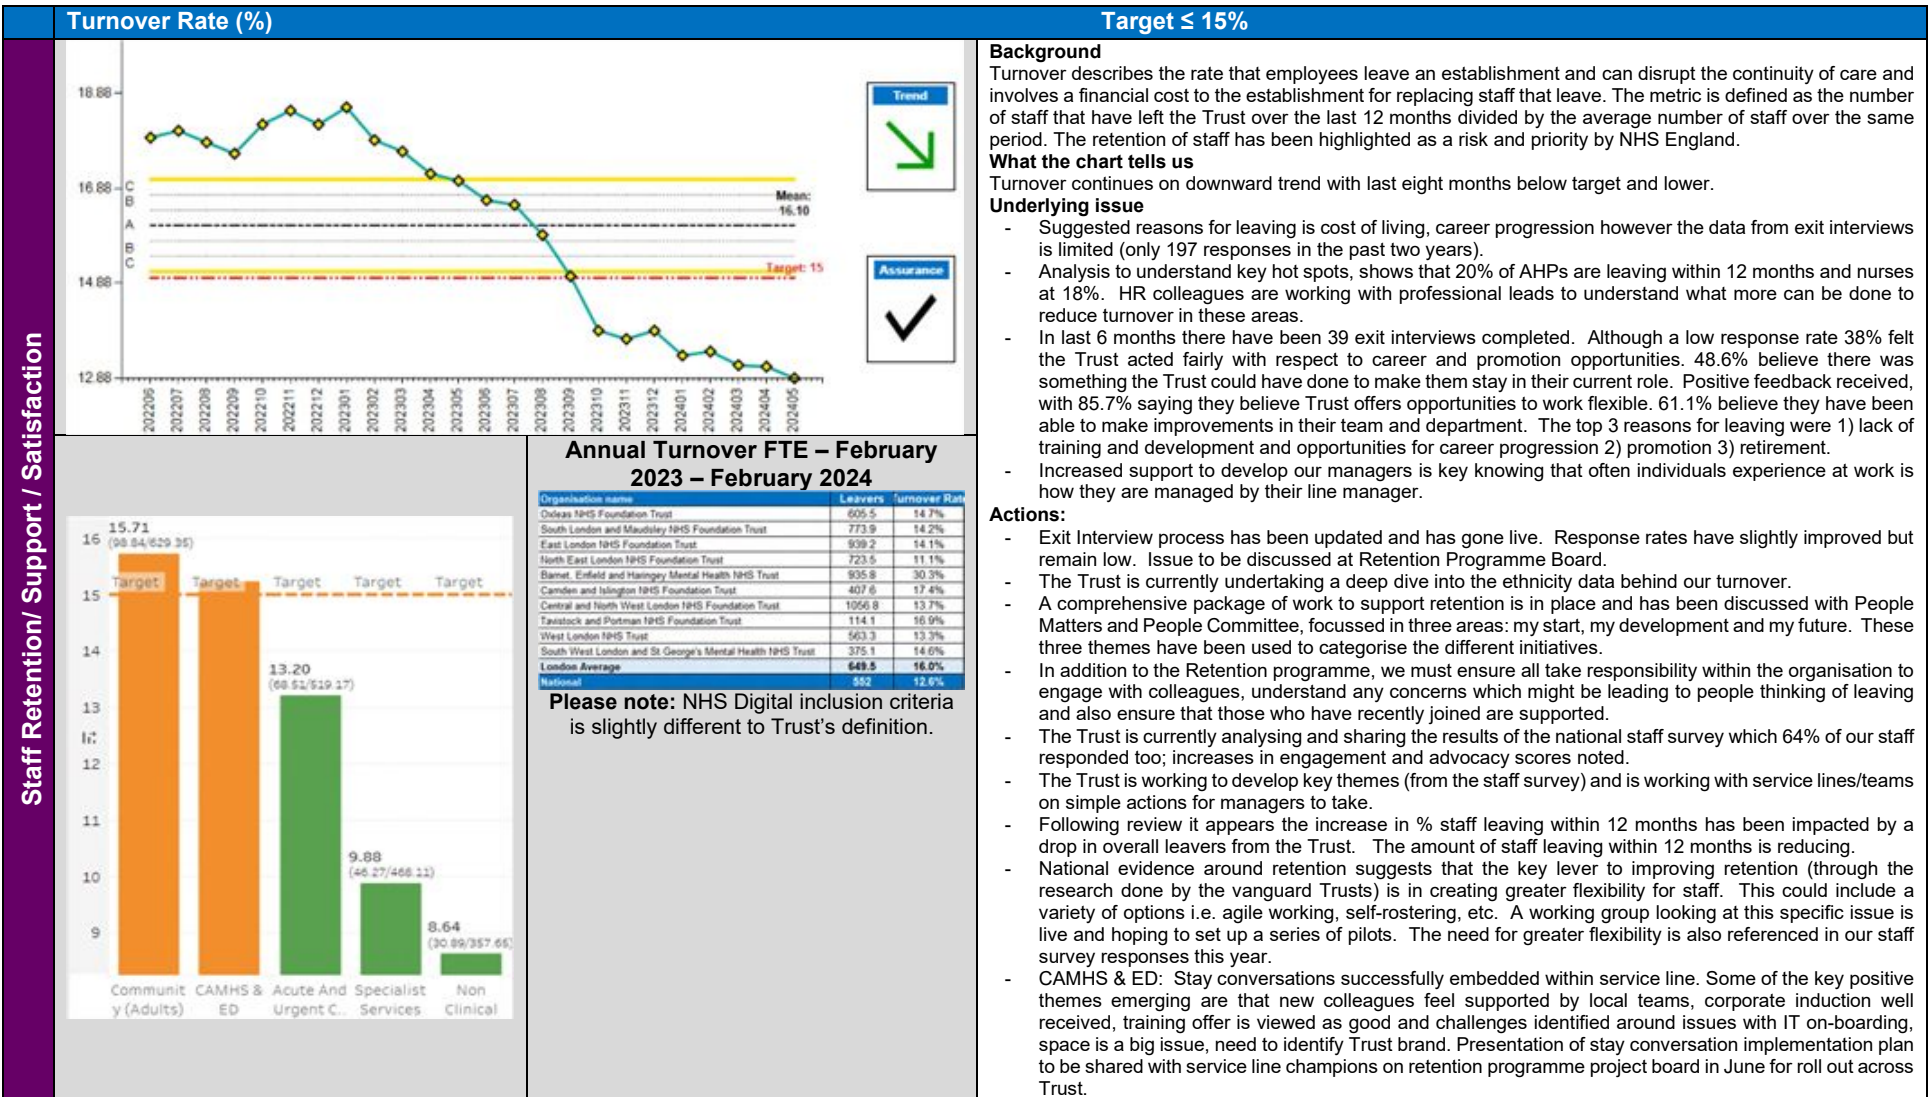 Turnover Rate (%)
Target ≤ 15%
Staff Retention/ Support / Satisfaction
18.88
16.88
14.88
12.88
C
B
A
B
C
Mean:
16.10
Target: 15
Trend
Assurance
202206
202207
202208
202209
202210
202211
202212
202301
202302
202303
202304
202305
202306
202307
202308
202309
202310
202311
202312
202401
202402
202403
202404
202405
16
15
14
13
12
11
10
9
15.71
(98.84/629.35)
Target
Target
Target
Target
Target
13.20
(68.51/519.17)
9.88
(46.27/468.11)
8.64
(30.89/357.65)
Communit
y (Adults)
CAMHS &
ED
Acute And
Urgent C..
Specialist
Services
Non
Clinical
Annual Turnover FTE – February
2023 – February 2024
Organisation name Leavers Turnover Rate
Oxleas NHS Foundation Trust 605.5 14.7%
South London and Maudsley NHS Foundation Trust 773.9 14.2%
East London NHS Foundation Trust 939.2 14.1%
North East London NHS Foundation Trust 723.5 11.1%
Barnet, Enfield and Haringey Mental Health NHS Trust 935.8 30.3%
Camden and Islington NHS Foundation Trust 407.6 17.4%
Central and North West London NHS Foundation Trust 1056.8 13.7%
Tavistock and Portman NHS Foundation Trust 114.1 16.9%
West London NHS Trust 563.3 13.3%
South West London and St George's Mental Health NHS Trust 375.1 14.6%
London Average 649.5 16.0%
National 552 12.6%
Please note: NHS Digital inclusion criteria
is slightly different to Trust's definition.
Background
Turnover describes the rate that employees leave an establishment and can disrupt the continuity of care and
involves a financial cost to the establishment for replacing staff that leave. The metric is defined as the number
of staff that have left the Trust over the last 12 months divided by the average number of staff over the same
period. The retention of staff has been highlighted as a risk and priority by NHS England.
What the chart tells us
Turnover continues on downward trend with last eight months below target and lower.
Underlying issue
- Suggested reasons for leaving is cost of living, career progression however the data from exit interviews
is limited (only 197 responses in the past two years).
- Analysis to understand key hot spots, shows that 20% of AHPs are leaving within 12 months and nurses
at 18%. HR colleagues are working with professional leads to understand what more can be done to
reduce turnover in these areas.
- In last 6 months there have been 39 exit interviews completed. Although a low response rate 38% felt
the Trust acted fairly with respect to career and promotion opportunities. 48.6% believe there was
something the Trust could have done to make them stay in their current role. Positive feedback received,
with 85.7% saying they believe Trust offers opportunities to work flexible. 61.1% believe they have been
able to make improvements in their team and department. The top 3 reasons for leaving were 1) lack of
training and development and opportunities for career progression 2) promotion 3) retirement.
- Increased support to develop our managers is key knowing that often individuals experience at work is
how they are managed by their line manager.
Actions:
- Exit Interview process has been updated and has gone live. Response rates have slightly improved but
remain low. Issue to be discussed at Retention Programme Board.
- The Trust is currently undertaking a deep dive into the ethnicity data behind our turnover.
- A comprehensive package of work to support retention is in place and has been discussed with People
Matters and People Committee, focussed in three areas: my start, my development and my future. These
three themes have been used to categorise the different initiatives.
- In addition to the Retention programme, we must ensure all take responsibility within the organisation to
engage with colleagues, understand any concerns which might be leading to people thinking of leaving
and also ensure that those who have recently joined are supported.
- The Trust is currently analysing and sharing the results of the national staff survey which 64% of our staff
responded too; increases in engagement and advocacy scores noted.
- The Trust is working to develop key themes (from the staff survey) and is working with service lines/teams
on simple actions for managers to take.
- Following review it appears the increase in % staff leaving within 12 months has been impacted by a
drop in overall leavers from the Trust. The amount of staff leaving within 12 months is reducing.
- National evidence around retention suggests that the key lever to improving retention (through the
research done by the vanguard Trusts) is in creating greater flexibility for staff. This could include a
variety of options i.e. agile working, self-rostering, etc. A working group looking at this specific issue is
live and hoping to set up a series of pilots. The need for greater flexibility is also referenced in our staff
survey responses this year.
- CAMHS & ED: Stay conversations successfully embedded within service line. Some of the key positive
themes emerging are that new colleagues feel supported by local teams, corporate induction well
received, training offer is viewed as good and challenges identified around issues with IT on-boarding,
space is a big issue, need to identify Trust brand. Presentation of stay conversation implementation plan
to be shared with service line champions on retention programme project board in June for roll out across
Trust.